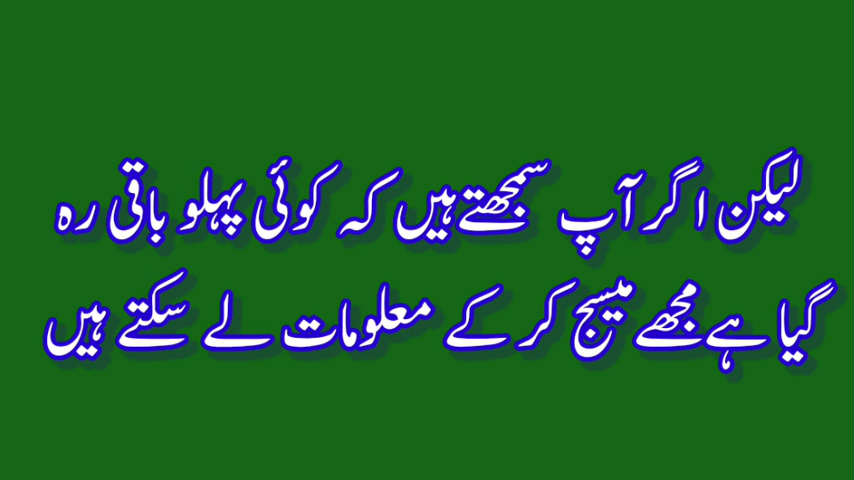 لیکن اگر آپ سمجھتے ہیں کہ کوئی پہلو باقی رہ
گیا ہے مجھے میسج کر کے معلومات لے سکتے ہیں